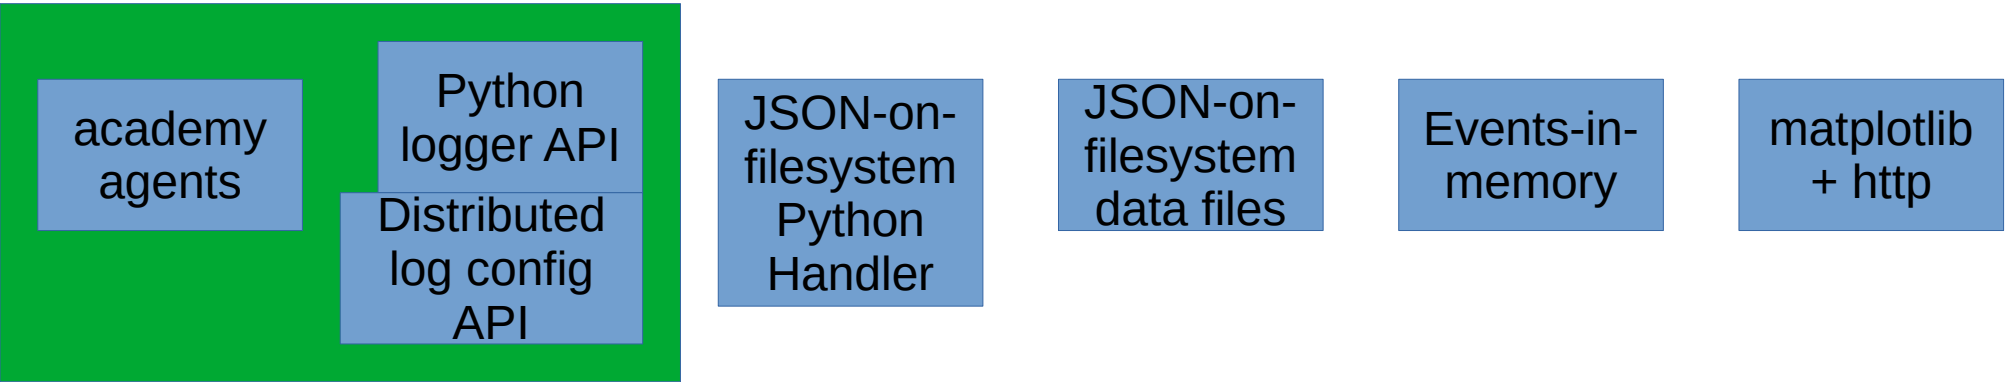 academy
agents
Python
logger API
Distributed
log config
API
JSON-on-
filesystem
Python
Handler
JSON-on-
filesystem
data files
Events-in-
memory
matplotlib
+ http